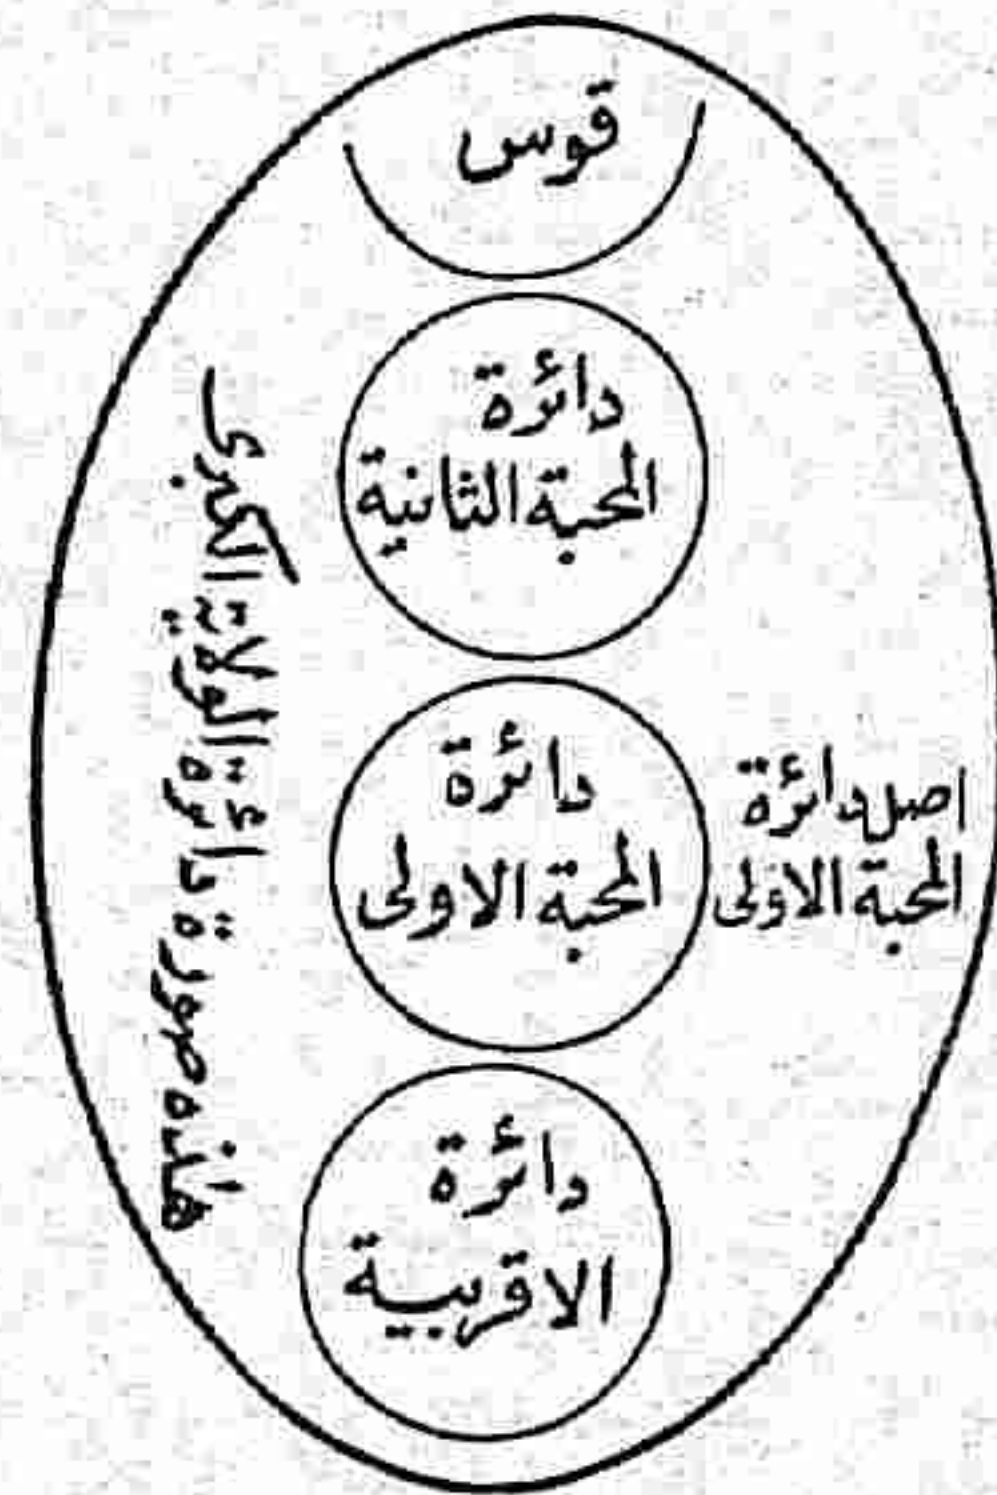 قوس
دائرة
المحبة الثانية
دائرة
المحبة الاولى
اصل دائرة
المحبة الاولى
دائرة
الاقربية
هذه صورة دائرة الولاية الكبرى